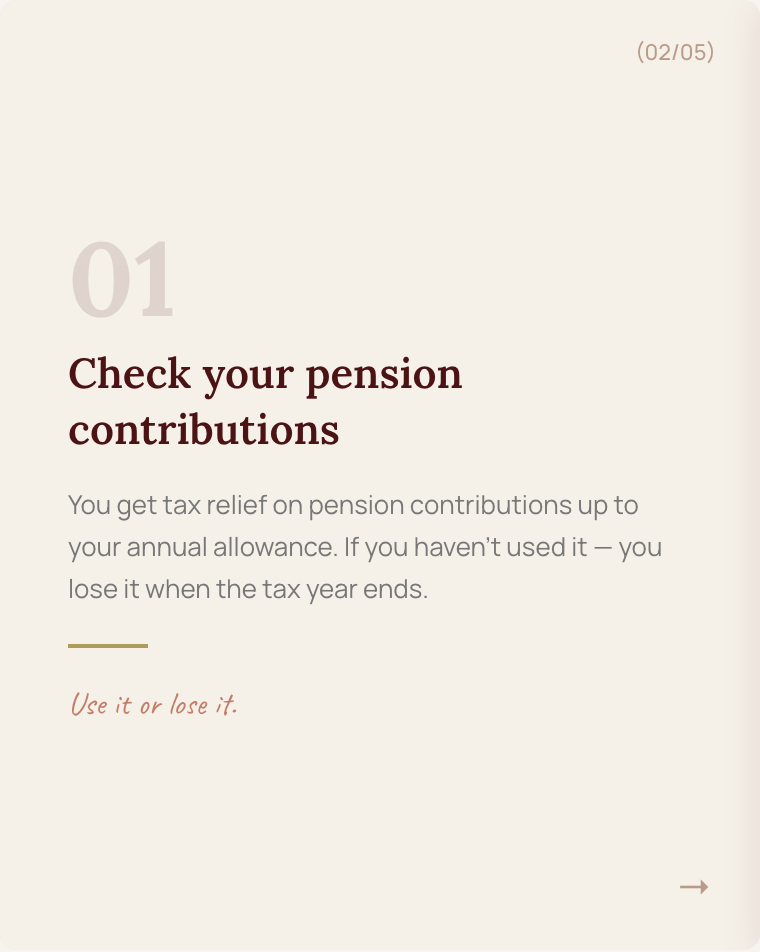 (02/05)
01
Check your pension
contributions
You get tax relief on pension contributions up to
your annual allowance. If you haven’t used it — you
lose it when the tax year ends.
Use it or lose it.
→